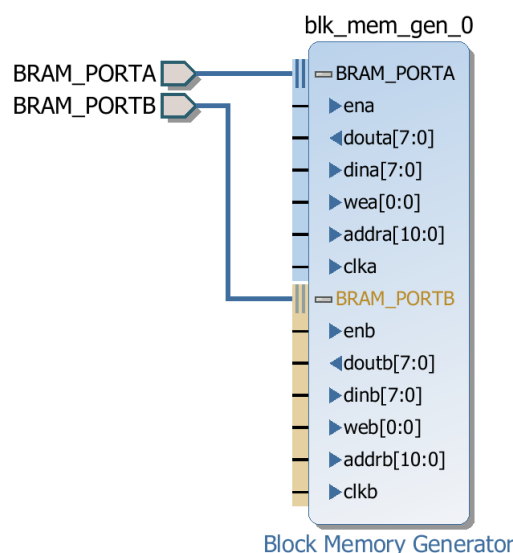 blk_mem_gen_0
BRAM_PORTA
BRAM_PORTB
BRAM_PORTA
ena
douta[7:0]
dina[7:0]
wea[0:0]
addra[10:0]
clka
BRAM_PORTB
enb
doutb[7:0]
dinb[7:0]
web[0:0]
addrb[10:0]
clkb
Block Memory Generator